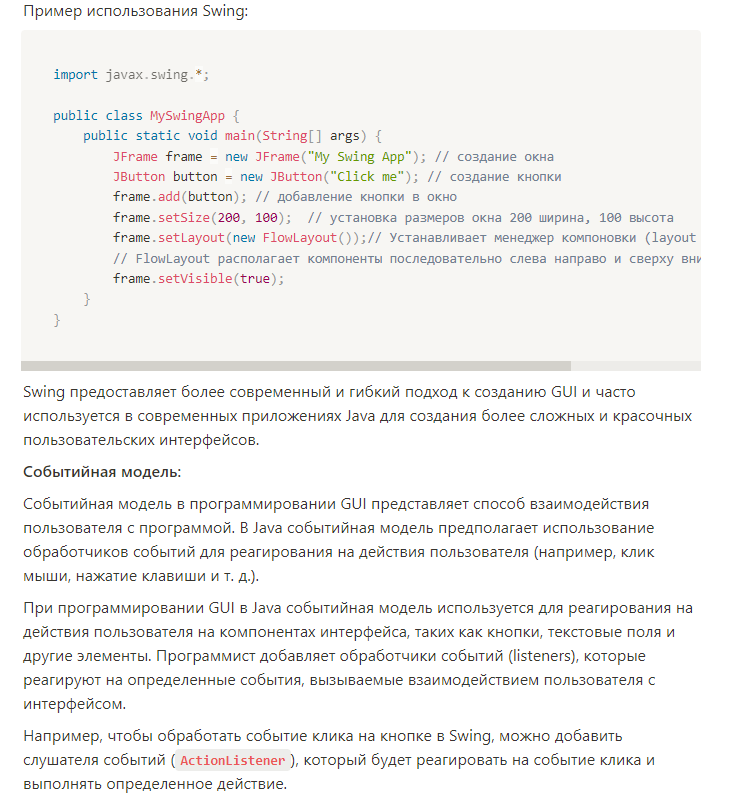 Пример использования Swing:
import javax.swing.*;
public class MySwingApp {
    public static void main(String[] args) {
        JFrame frame = new JFrame("My Swing App"); // создание окна
        JButton button = new JButton("Click me"); // создание кнопки
        frame.add(button); // добавление кнопки в окно
        frame.setSize(200, 100);  // установка размеров окна 200 ширина, 100 высота
        frame.setLayout(new FlowLayout());// Устанавливает менеджер компоновки (layout
        // FlowLayout располагает компоненты последовательно слева направо и сверху вни
        frame.setVisible(true);
    }
}
Swing предоставляет более современный и гибкий подход к созданию GUI и часто
используется в современных приложениях Java для создания более сложных и красочных
пользовательских интерфейсов.
Событийная модель:
Событийная модель в программировании GUI представляет способ взаимодействия
пользователя с программой. В Java событийная модель предполагает использование
обработчиков событий для реагирования на действия пользователя (например, клик
мыши, нажатие клавиши и т. д.).
При программировании GUI в Java событийная модель используется для реагирования на
действия пользователя на компонентах интерфейса, таких как кнопки, текстовые поля и
другие элементы. Программист добавляет обработчики событий (listeners), которые
реагируют на определенные события, вызываемые взаимодействием пользователя с
интерфейсом.
Например, чтобы обработать событие клика на кнопке в Swing, можно добавить
слушателя событий (ActionListener), который будет реагировать на событие клика и
выполнять определенное действие.